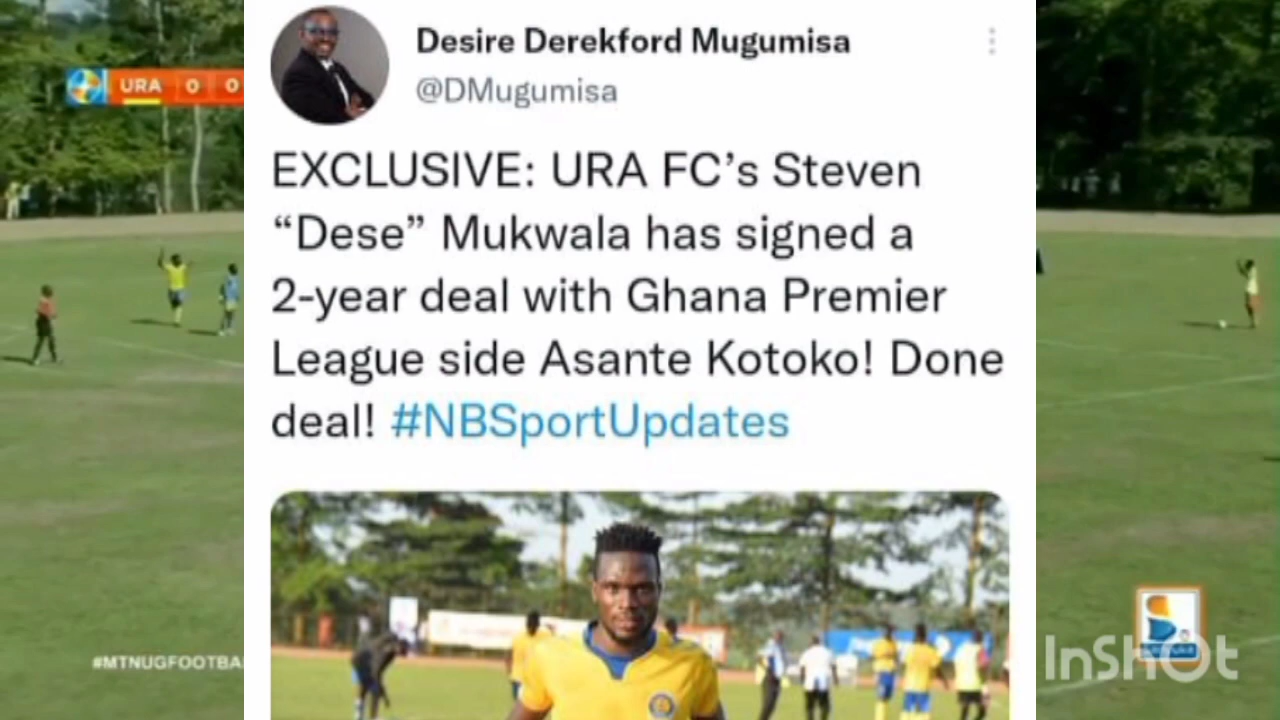 Desire Derekford Mugumisa
@DMugumisa
URA 0 0
EXCLUSIVE: URA FC’s Steven
“Dese” Mukwala has signed a
2-year deal with Ghana Premier
League side Asante Kotoko! Done
deal! #NBSportUpdates
#MTNUGFOOTBA
InShOt